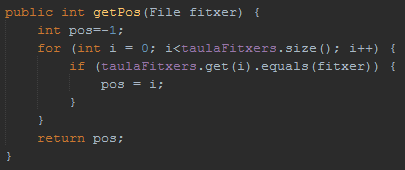 public int getPos(File fitxer) {
    int pos=-1;
    for (int i = 0; i<taulaFitxers.size(); i++) {
        if (taulaFitxers.get(i).equals(fitxer)) {
            pos = i;
        }
    }
    return pos;
}